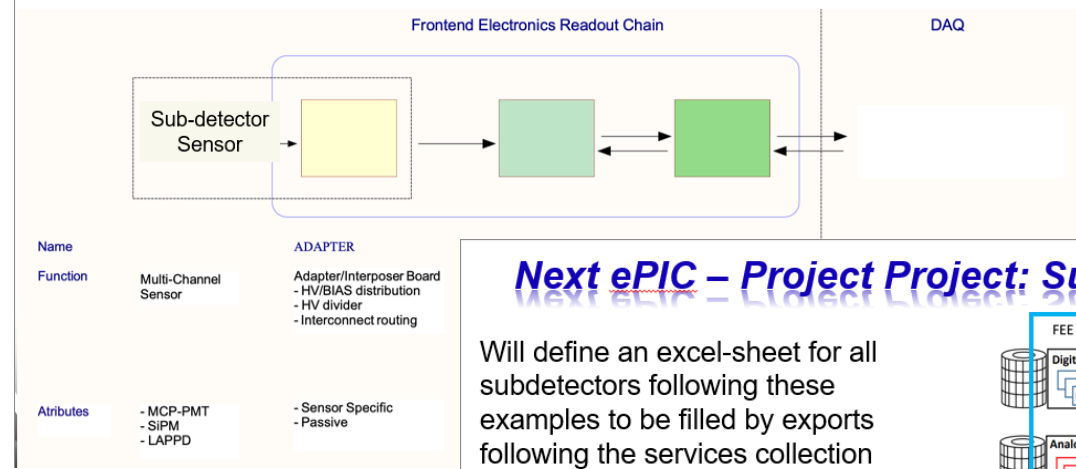 Frontend Electronics Readout Chain
DAQ
Sub-detector
Sensor
Name
ADAPTER
Function
Multi-Channel
Sensor
Adapter/Interposer Board
- HV/BIAS distribution
- HV divider
- Interconnect routing
Atributes
- MCP-PMT
- SiPM
- LAPPD
- Sensor Specific
- Passive
Next ePIC – Project Project: Su
Will define an excel-sheet for all
subdetectors following these
examples to be filled by exports
following the services collection
FEE
Digit
Analo